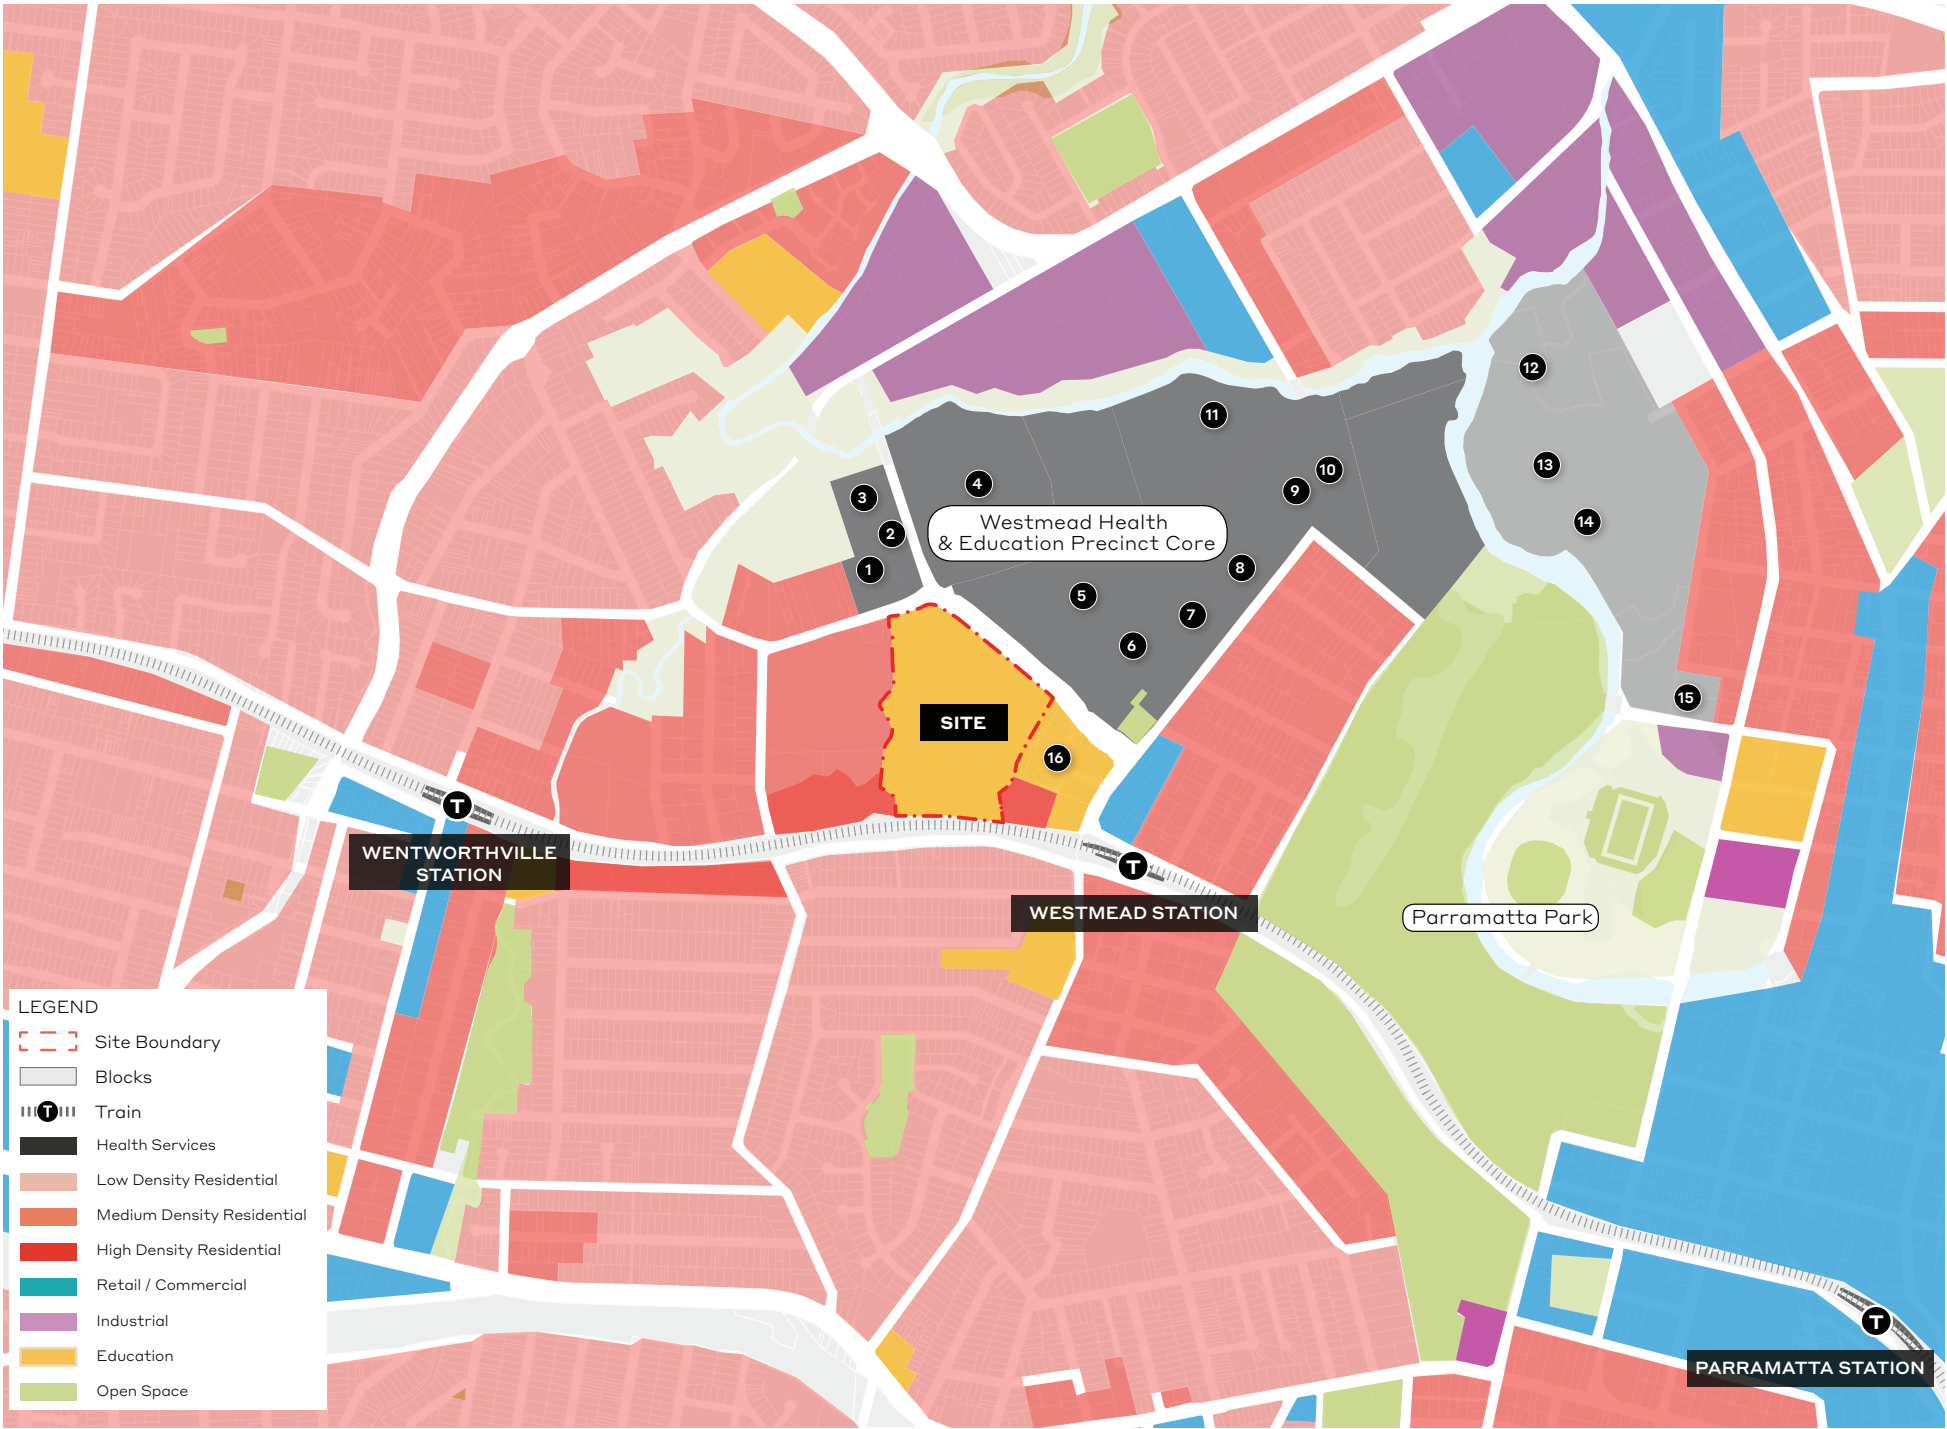 12
11
13
10
9
4
3
14
2
Westmead Health
& Education Precinct Core
8
1
5
7
6
15
SITE
16
T
WENTWORTHVILLE
STATION
T
WESTMEAD STATION
Parramatta Park
LEGEND
Site Boundary
Blocks
T
Train
Health Services
Low Density Residential
Medium Density Residential
High Density Residential
Retail / Commercial
Industrial
Education
Open Space
T
PARRAMATTA STATION